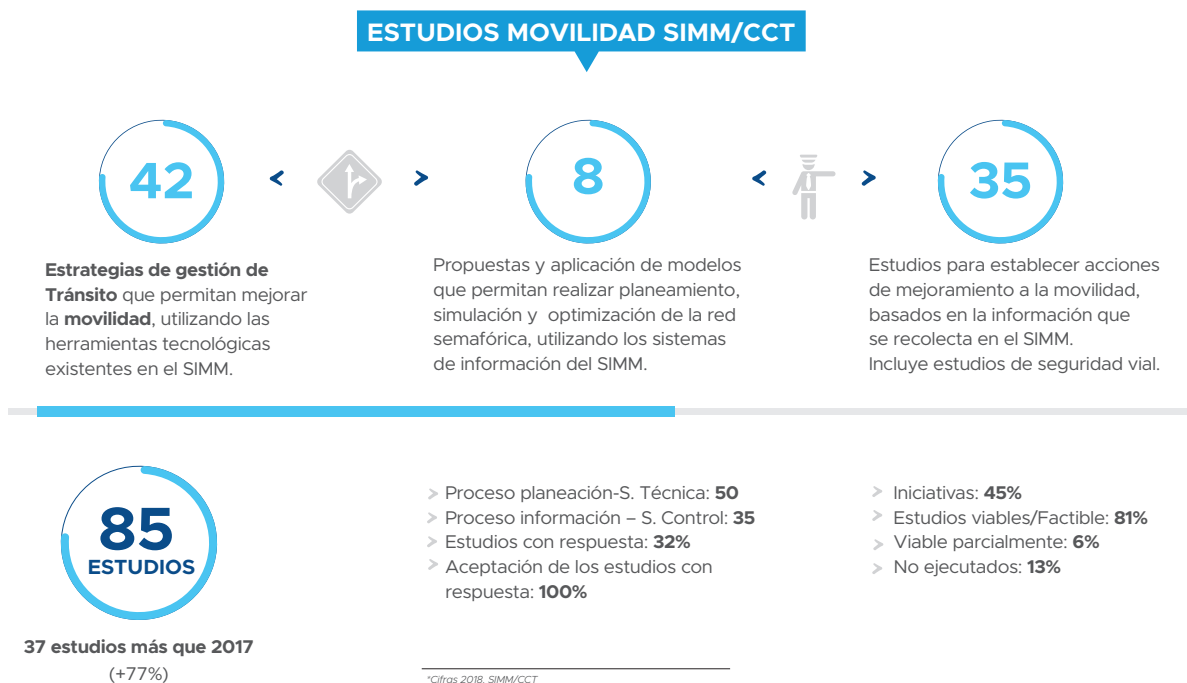 ESTUDIOS MOVILIDAD SIMM/CCT
42
Estrategias de gestión de
Tránsito que permitan mejorar
la movilidad, utilizando las
herramientas tecnológicas
existentes en el SIMM.
8
Propuestas y aplicación de modelos
que permitan realizar planeamiento,
simulación y optimización de la red
semafórica, utilizando los sistemas
de información del SIMM.
35
Estudios para establecer acciones
de mejoramiento a la movilidad,
basados en la información que
se recolecta en el SIMM.
Incluye estudios de seguridad vial.
85
ESTUDIOS
37 estudios más que 2017
(+77%)
Proceso planeación-S. Técnica: 50
Proceso información – S. Control: 35
Estudios con respuesta: 32%
Aceptación de los estudios con
respuesta: 100%
Iniciativas: 45%
Estudios viables/Factible: 81%
Viable parcialmente: 6%
No ejecutados: 13%
*Cifras 2018. SIMM/CCT